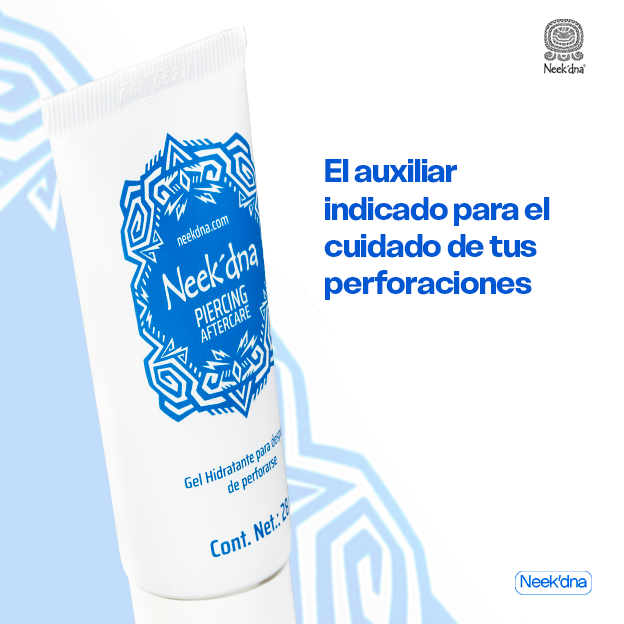 Neek'dna
El auxiliar
indicado para el
cuidado de tus
perforaciones
neekdna.com
Neek'dna
PIERCING
AFTERCARE
Gel Hidratante para
de perforarse
Cont. Net.:
Neek'dna